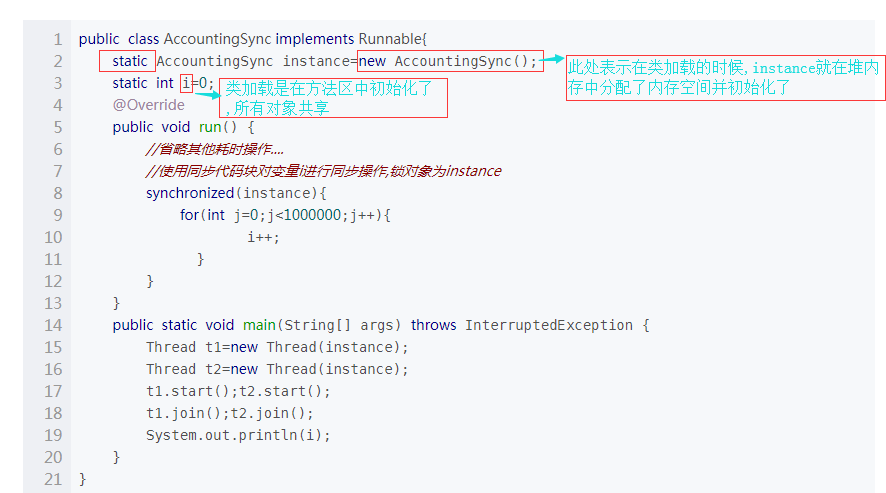 1 public class AccountingSync implements Runnable{
2 static AccountingSync instance=new AccountingSync();
此处表示在类加载的时候,instance就在堆内
存中分配了内存空间并初始化了
3 static int i=0;
类加载是在方法区中初始化了
,所有对象共享
4 @Override
5 public void run() {
6 //省略其他耗时操作....
7 //使用同步代码块对变量i进行同步操作,锁对象为instance
8 synchronized(instance){
9 for(int j=0;j<1000000;j++){
10 i++;
11 }
12 }
13 }
14 public static void main(String[] args) throws InterruptedException {
15 Thread t1=new Thread(instance);
16 Thread t2=new Thread(instance);
17 t1.start();t2.start();
18 t1.join();t2.join();
19 System.out.println(i);
20 }
21 }